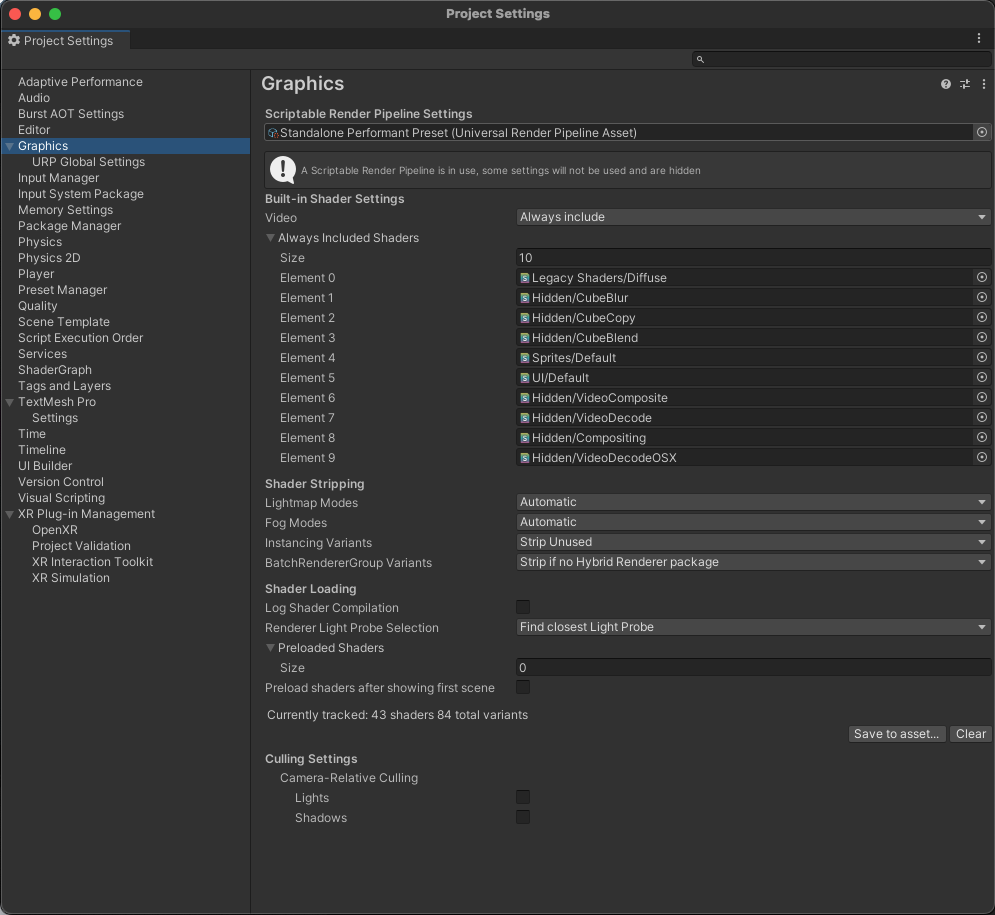 Project Settings
Project Settings
Adaptive Performance
Audio
Burst AOT Settings
Editor
Graphics
URP Global Settings
Input Manager
Input System Package
Memory Settings
Package Manager
Physics
Physics 2D
Player
Preset Manager
Quality
Scene Template
Script Execution Order
Services
ShaderGraph
Tags and Layers
TextMesh Pro
Settings
Time
Timeline
UI Builder
Version Control
Visual Scripting
XR Plug-in Management
OpenXR
Project Validation
XR Interaction Toolkit
XR Simulation
Graphics
Scriptable Render Pipeline Settings
Standalone Performant Preset (Universal Render Pipeline Asset)
A Scriptable Render Pipeline is in use, some settings will not be used and are hidden
Built-in Shader Settings
Video Always include
Always Included Shaders
Size 10
Element 0 Legacy Shaders/Diffuse
Element 1 Hidden/CubeBlur
Element 2 Hidden/CubeCopy
Element 3 Hidden/CubeBlend
Element 4 Sprites/Default
Element 5 UI/Default
Element 6 Hidden/VideoComposite
Element 7 Hidden/VideoDecode
Element 8 Hidden/Compositing
Element 9 Hidden/VideoDecodeOSX
Shader Stripping
Lightmap Modes Automatic
Fog Modes Automatic
Instancing Variants Strip Unused
BatchRendererGroup Variants Strip if no Hybrid Renderer package
Shader Loading
Log Shader Compilation
Renderer Light Probe Selection Find closest Light Probe
Preloaded Shaders
Size 0
Preload shaders after showing first scene
Currently tracked: 43 shaders 84 total variants
Save to asset... Clear
Culling Settings
Camera-Relative Culling
Lights
Shadows